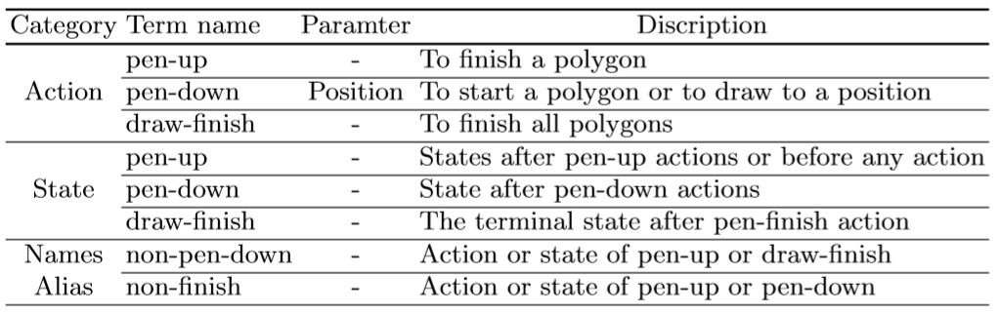 Category Term name Paramter Discription
pen-up - To finish a polygon
Action pen-down Position To start a polygon or to draw to a position
draw-finish - To finish all polygons
pen-up - States after pen-up actions or before any action
State pen-down - State after pen-down actions
draw-finish - The terminal state after pen-finish action
Names non-pen-down - Action or state of pen-up or draw-finish
Alias non-finish - Action or state of pen-up or pen-down